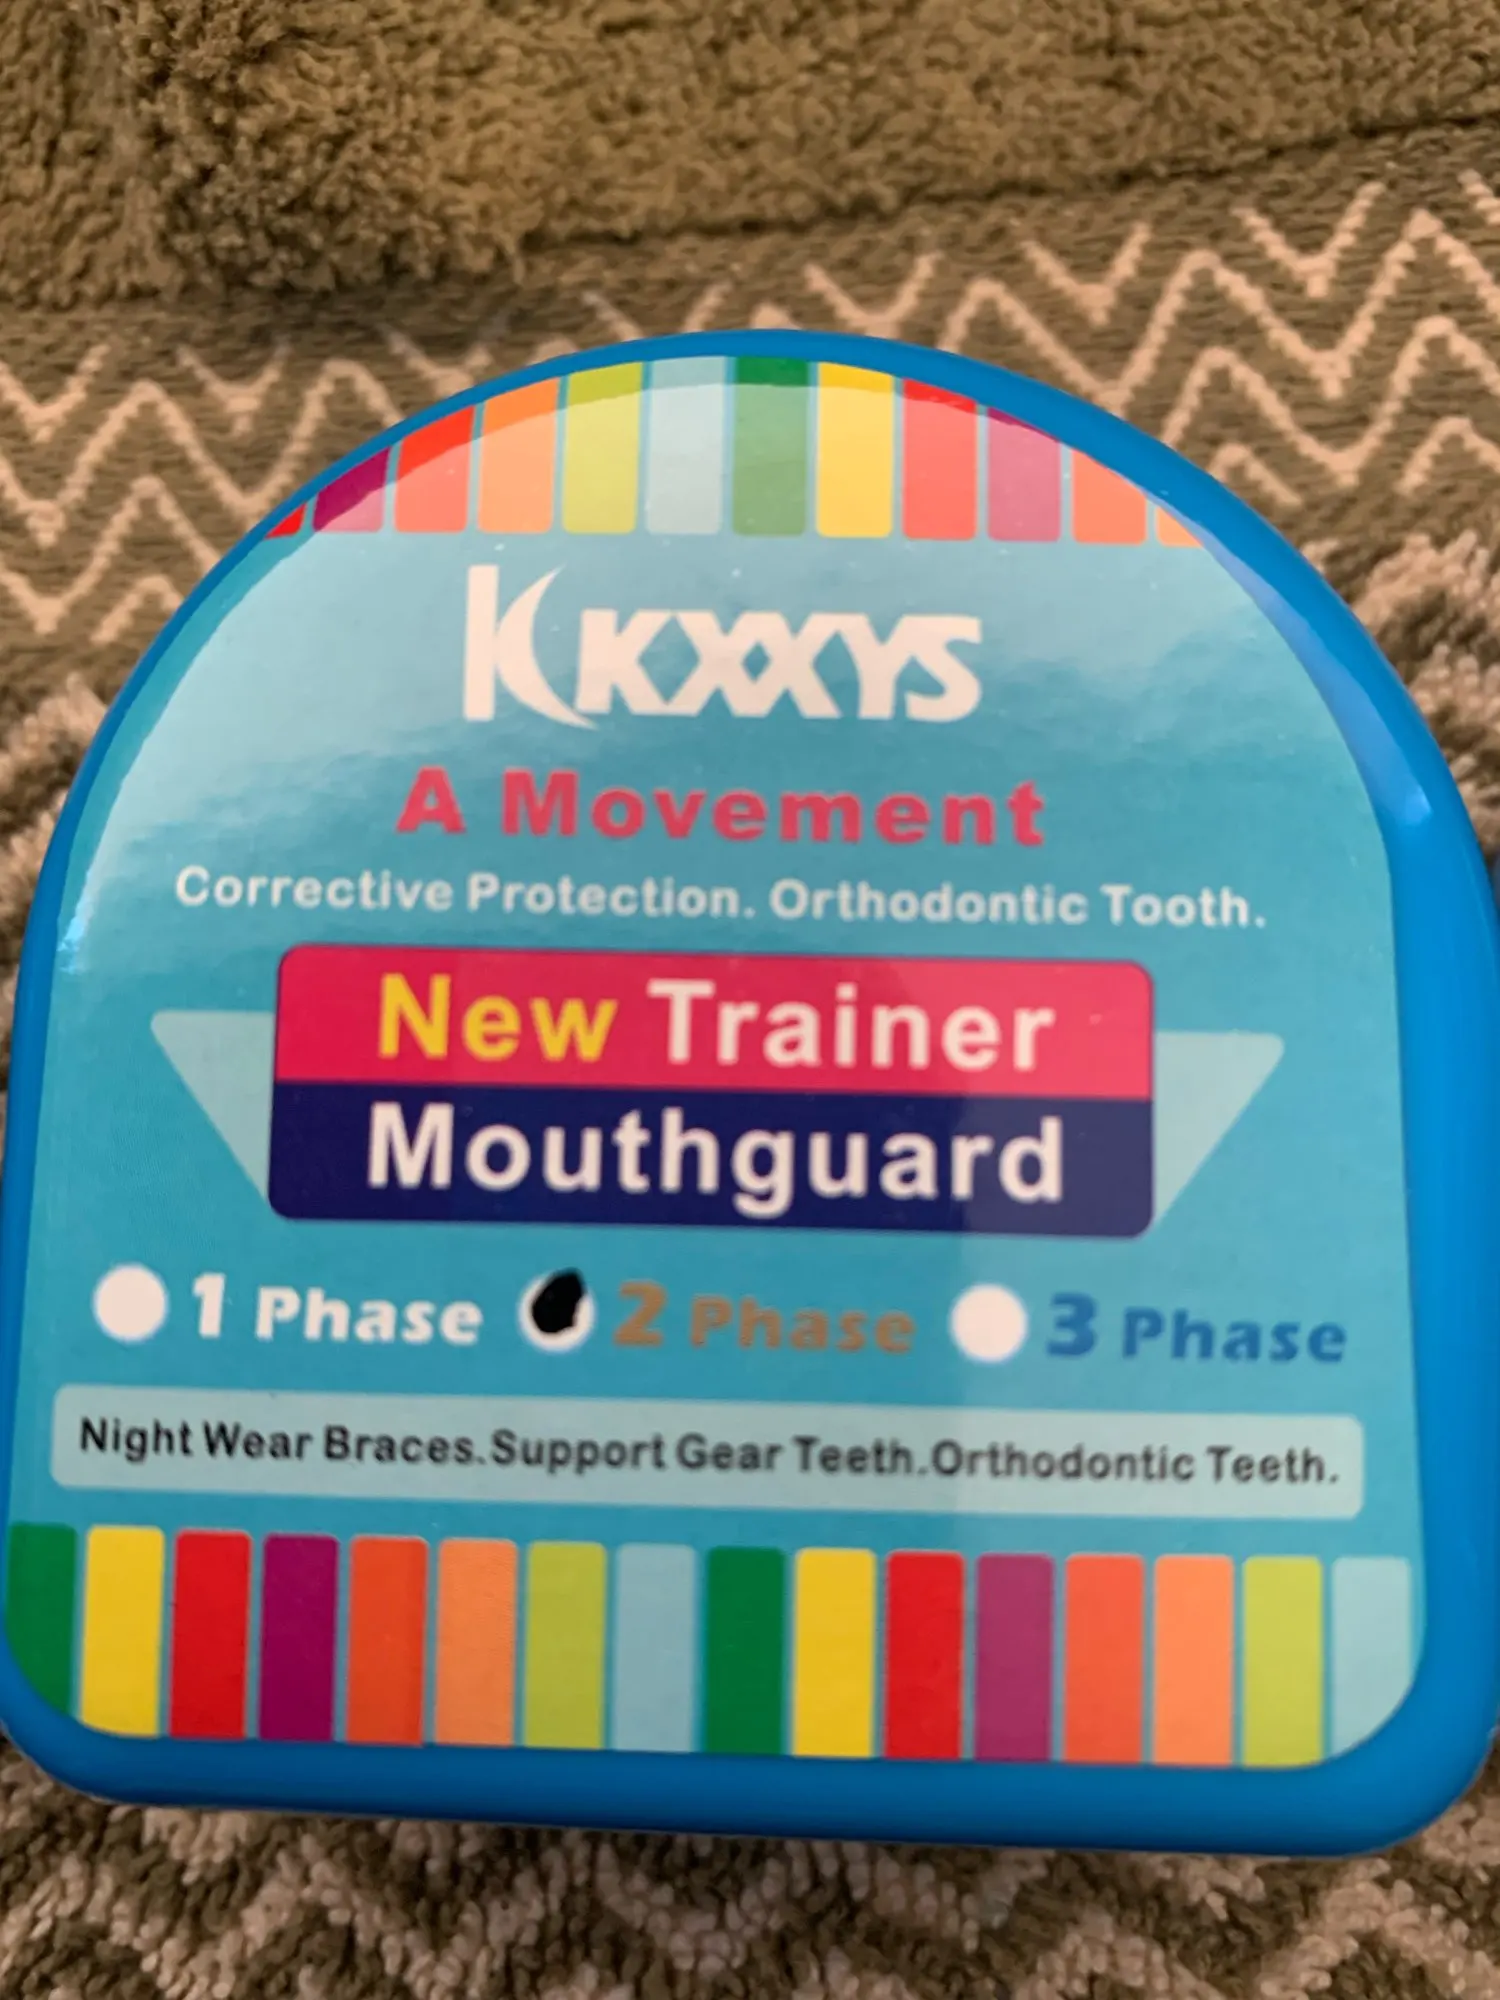 KKXXYS
A Movement
Corrective Protection. Orthodontic Tooth.
New Trainer
Mouthguard
1 Phase 2 Phase 3 Phase
Night Wear Braces.Support Gear Teeth.Orthodontic Teeth.